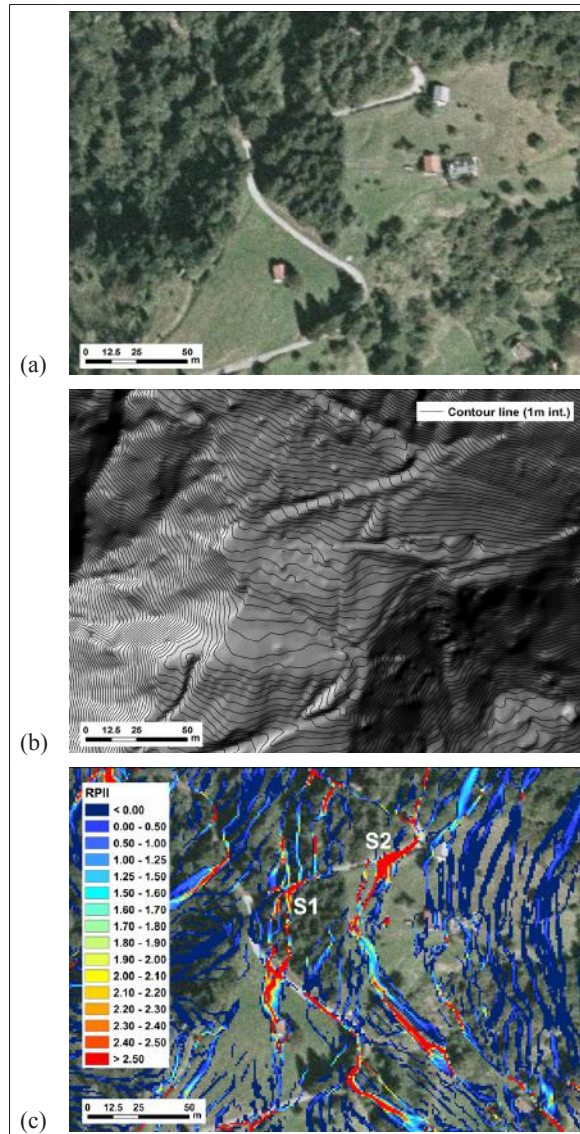 0 12.5 25 50
m
(a)
Contour line (1m int.)
0 12.5 25 50
m
(b)
RPII
< 0.00
0.00 - 0.50
0.50 - 1.00
1.00 - 1.25
1.25 - 1.50
1.50 - 1.60
1.60 - 1.70
1.70 - 1.80
1.80 - 1.90
1.90 - 2.00
2.00 - 2.10
2.10 - 2.20
2.20 - 2.30
2.30 - 2.40
2.40 - 2.50
> 2.50
S2
S1
0 12.5 25 50
m
(c)